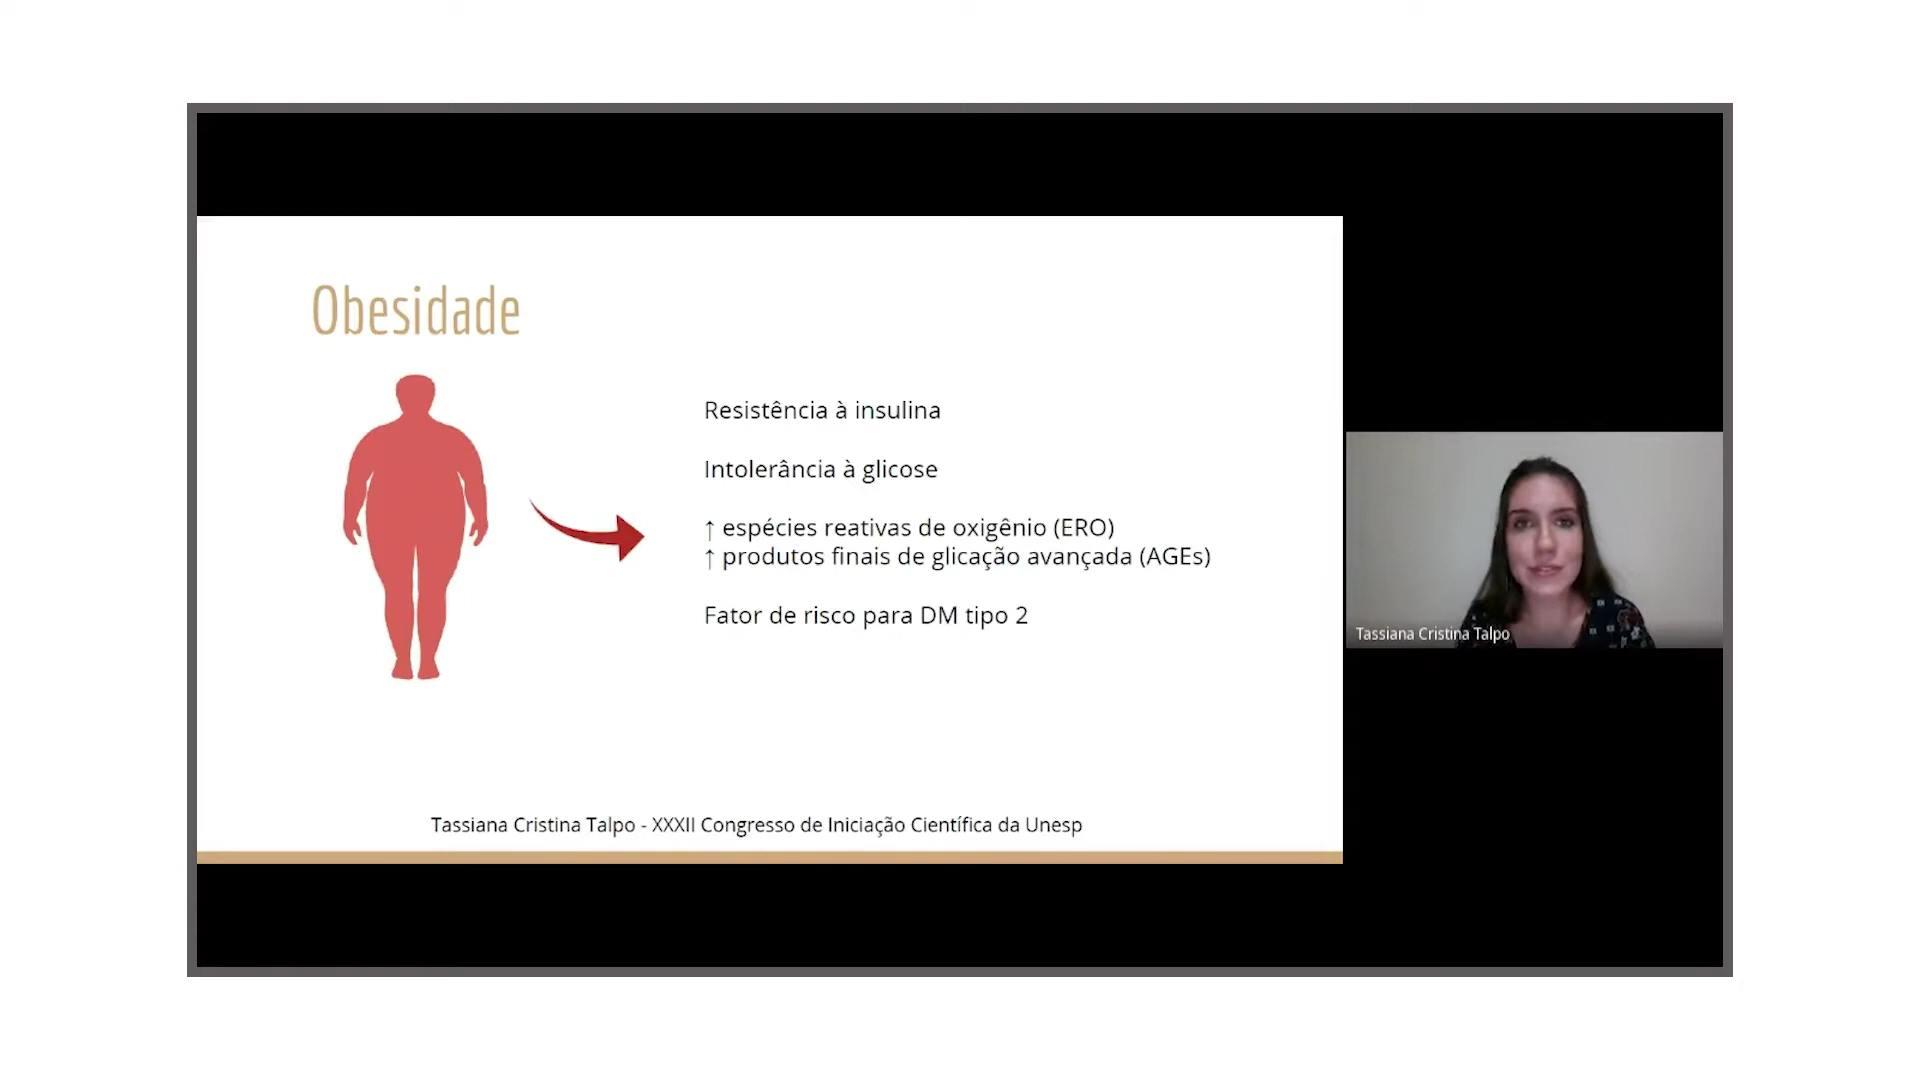 Obesidade
Resistência à insulina
Intolerância à glicose
↑ espécies reativas de oxigênio (ERO)
↑ produtos finais de glicação avançada (AGEs)
Fator de risco para DM tipo 2
Tassiana Cristina Talpo
Tassiana Cristina Talpo - XXXII Congresso de Iniciação Científica da Unesp